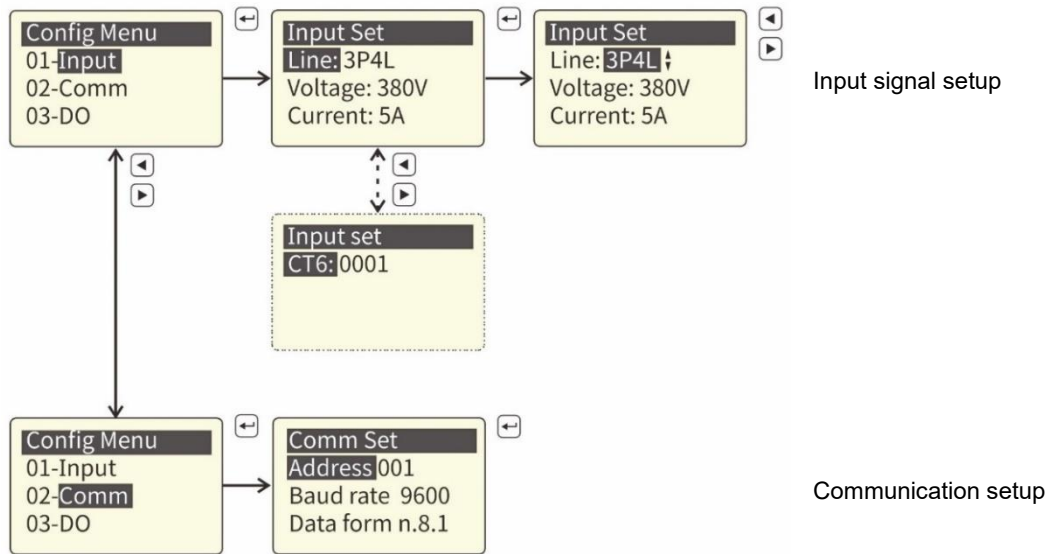 Config Menu
01-Input
02-Comm
03-DO
Input Set
Line: 3P4L
Voltage: 380V
Current: 5A
Input Set
Line: 3P4L
Voltage: 380V
Current: 5A
Input signal setup
Input set
CT6: 0001
Config Menu
01-Input
02-Comm
03-DO
Comm Set
Address 001
Baud rate 9600
Data form n.8.1
Communication setup